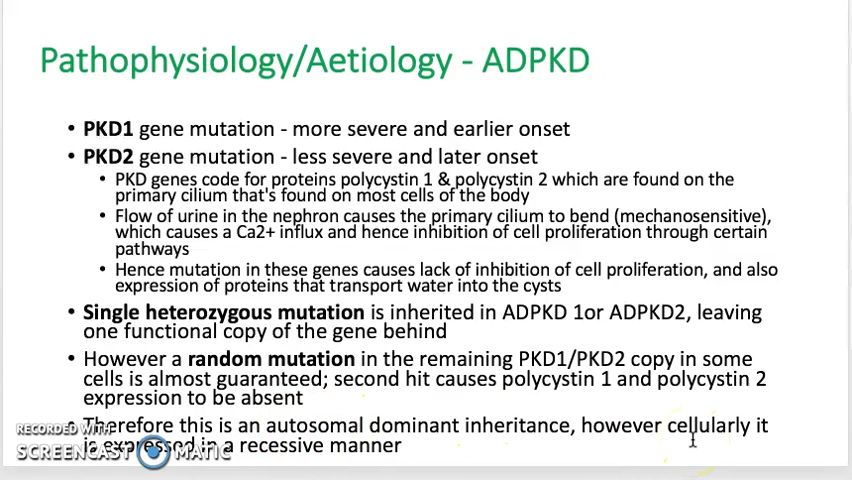 Pathophysiology/Aetiology - ADPKD
• PKD1 gene mutation - more severe and earlier onset
• PKD2 gene mutation - less severe and later onset
• PKD genes code for proteins polycystin 1 & polycystin 2 which are found on the
primary cilium that's found on most cells of the body
• Flow of urine in the nephron causes the primary cilium to bend (mechanosensitive),
which causes a Ca2+ influx and hence inhibition of cell proliferation through certain
pathways
• Hence mutation in these genes causes lack of inhibition of cell proliferation, and also
expression of proteins that transport water into the cysts
• Single heterozygous mutation is inherited in ADPKD 1or ADPKD2, leaving
one functional copy of the gene behind
• However a random mutation in the remaining PKD1/PKD2 copy in some
cells is almost guaranteed; second hit causes polycystin 1 and polycystin 2
expression to be absent
• Therefore this is an autosomal dominant inheritance, however cellularly it
is expressed in a recessive manner
RECORDED WITH
SCREENCAST MATIC